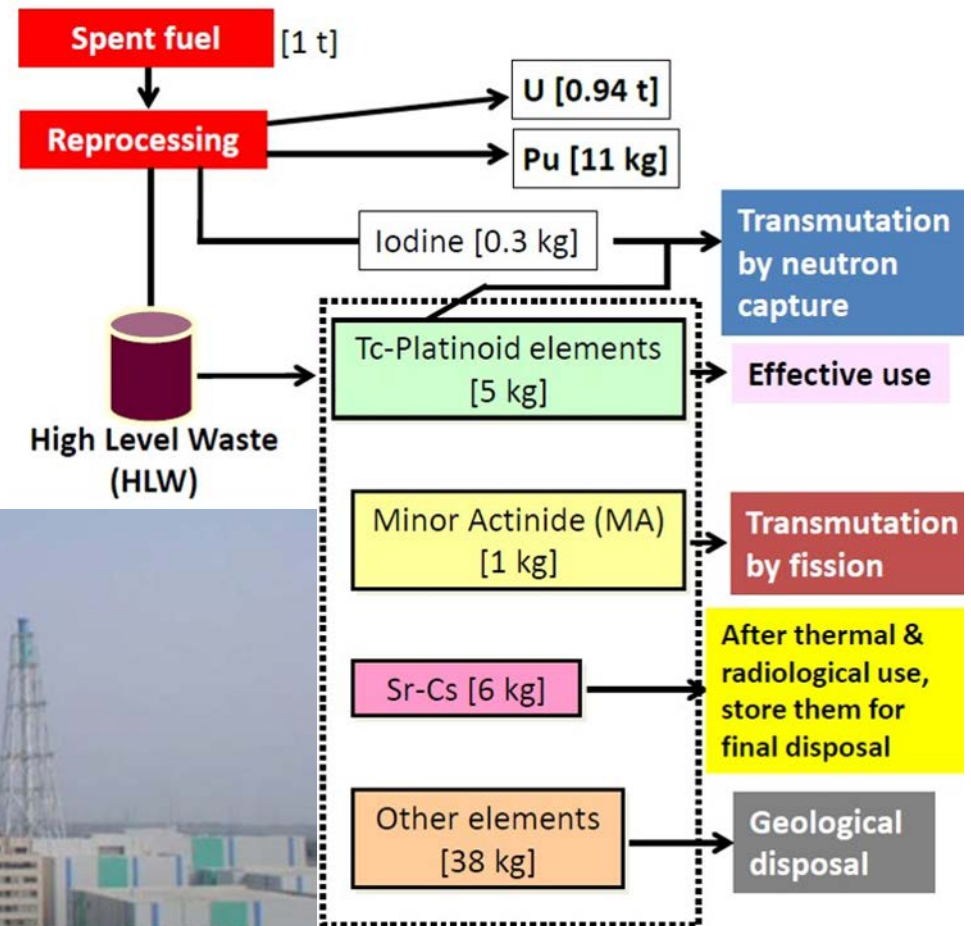 Spent fuel
[1 t]
Reprocessing
U [0.94 t]
Pu [11 kg]
Iodine [0.3 kg]
Transmutation
by neutron
capture
High Level Waste
(HLW)
Tc-Platinoid elements
[5 kg]
Effective use
Minor Actinide (MA)
[1 kg]
Transmutation
by fission
Sr-Cs [6 kg]
After thermal &
radiological use,
store them for
final disposal
Other elements
[38 kg]
Geological
disposal